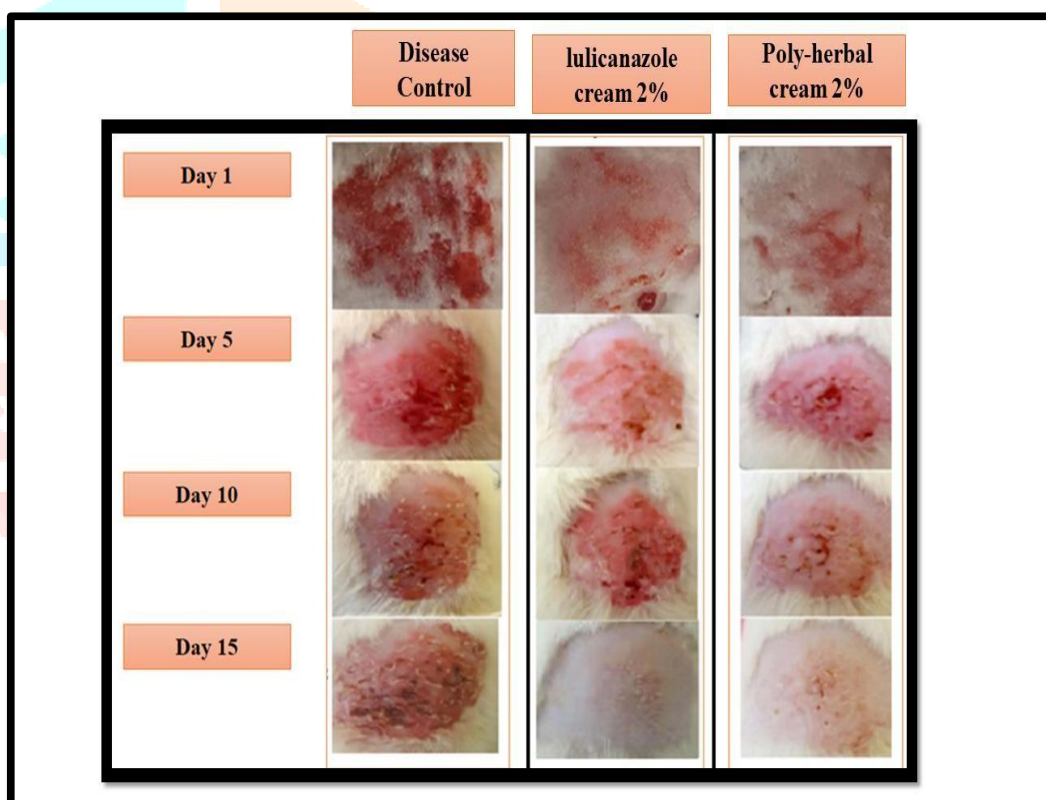 Disease
Control
lulicanazole
cream 2%
Poly-herbal
cream 2%
Day 1
Day 5
Day 10
Day 15